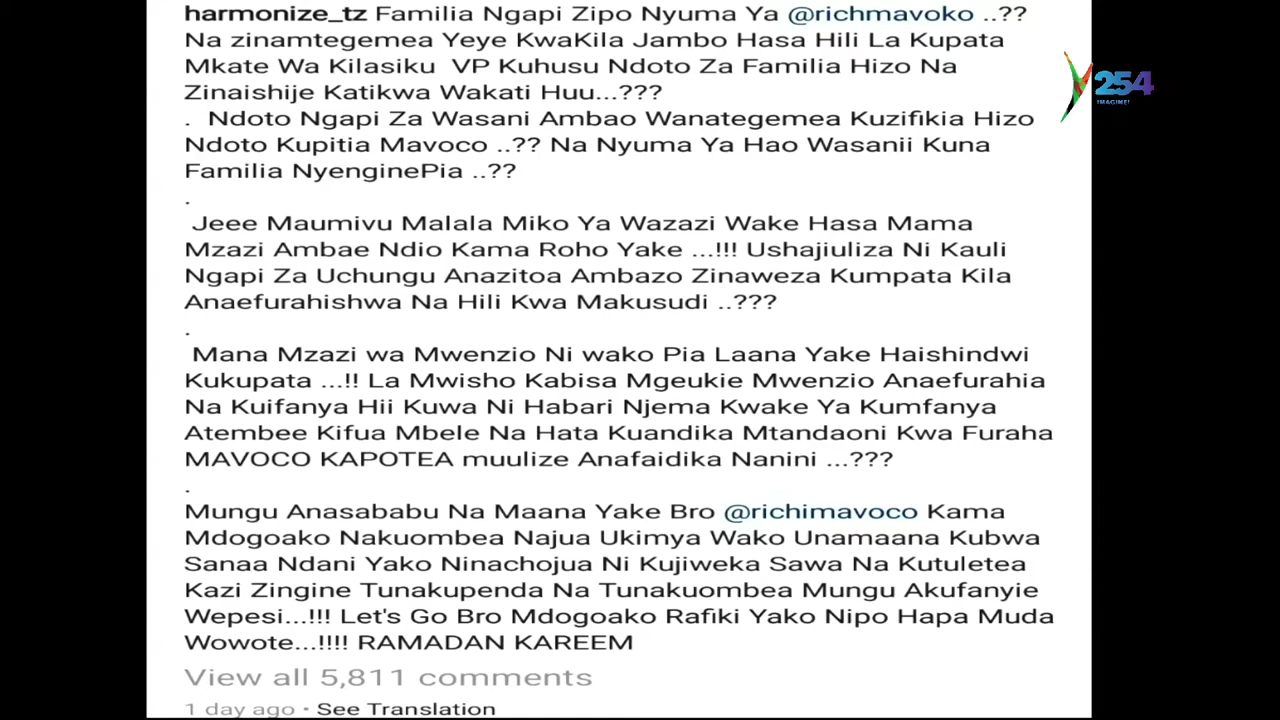 harmonize_tz Familia Ngapi Zipo Nyuma Ya @richmavoko ..??
Na zinamtegemea Yeye KwaKila Jambo Hasa Hili La Kupata
Mkate Wa Kilasiku VP Kuhusu Ndoto Za Familia Hizo Na
Zinaishije Katikwa Wakati Huu...???
. Ndoto Ngapi Za Wasani Ambao Wanategemea Kuzifikia Hizo
Ndoto Kupitia Mavoco ..?? Na Nyuma Ya Hao Wasanii Kuna
Familia NyenginePia ..??
.
Jeee Maumivu Malala Miko Ya Wazazi Wake Hasa Mama
Mzazi Ambae Ndio Kama Roho Yake ...!!! Ushajiuliza Ni Kauli
Ngapi Za Uchungu Anazitoa Ambazo Zinaweza Kumpata Kila
Anaefurahishwa Na Hili Kwa Makusudi ..???
.
Mana Mzazi wa Mwenzio Ni wako Pia Laana Yake Haishindwi
Kukupata ...!! La Mwisho Kabisa Mgeukie Mwenzio Anaefurahia
Na Kuifanya Hii Kuwa Ni Habari Njema Kwake Ya Kumfanya
Atembee Kifua Mbele Na Hata Kuandika Mtandaoni Kwa Furaha
MAVOCO KAPOTEA muulize Anafaidika Nanini ...???
.
Mungu Anasababu Na Maana Yake Bro @richimavoco Kama
Mdogoako Nakuombea Najua Ukimya Wako Unamaana Kubwa
Sanaa Ndani Yako Ninachojua Ni Kujiweka Sawa Na Kutuletea
Kazi Zingine Tunakupenda Na Tunakuombea Mungu Akufanyie
Wepesi...!!! Let's Go Bro Mdogoako Rafiki Yako Nipo Hapa Muda
Wowote...!!!! RAMADAN KAREEM
View all 5,811 comments
1 day ago • See Translation
Y254
IMAGINE!